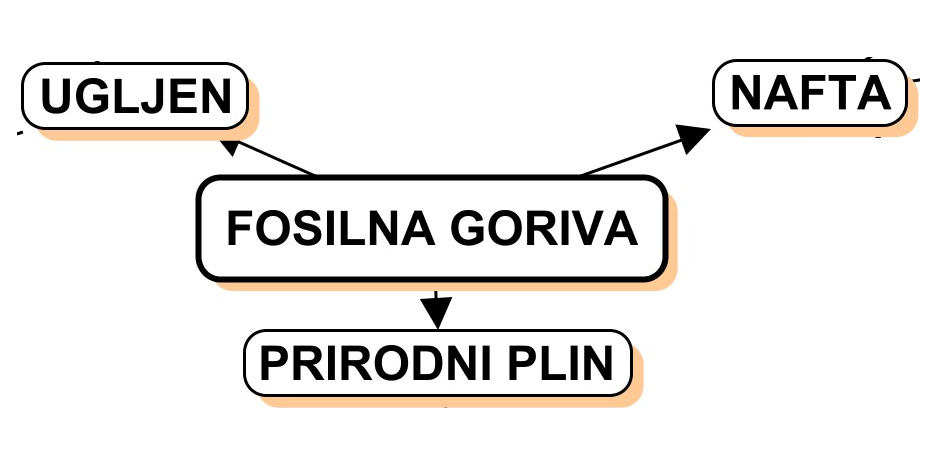 UGLJEN
NAFTA
FOSILNA GORIVA
PRIRODNI PLIN